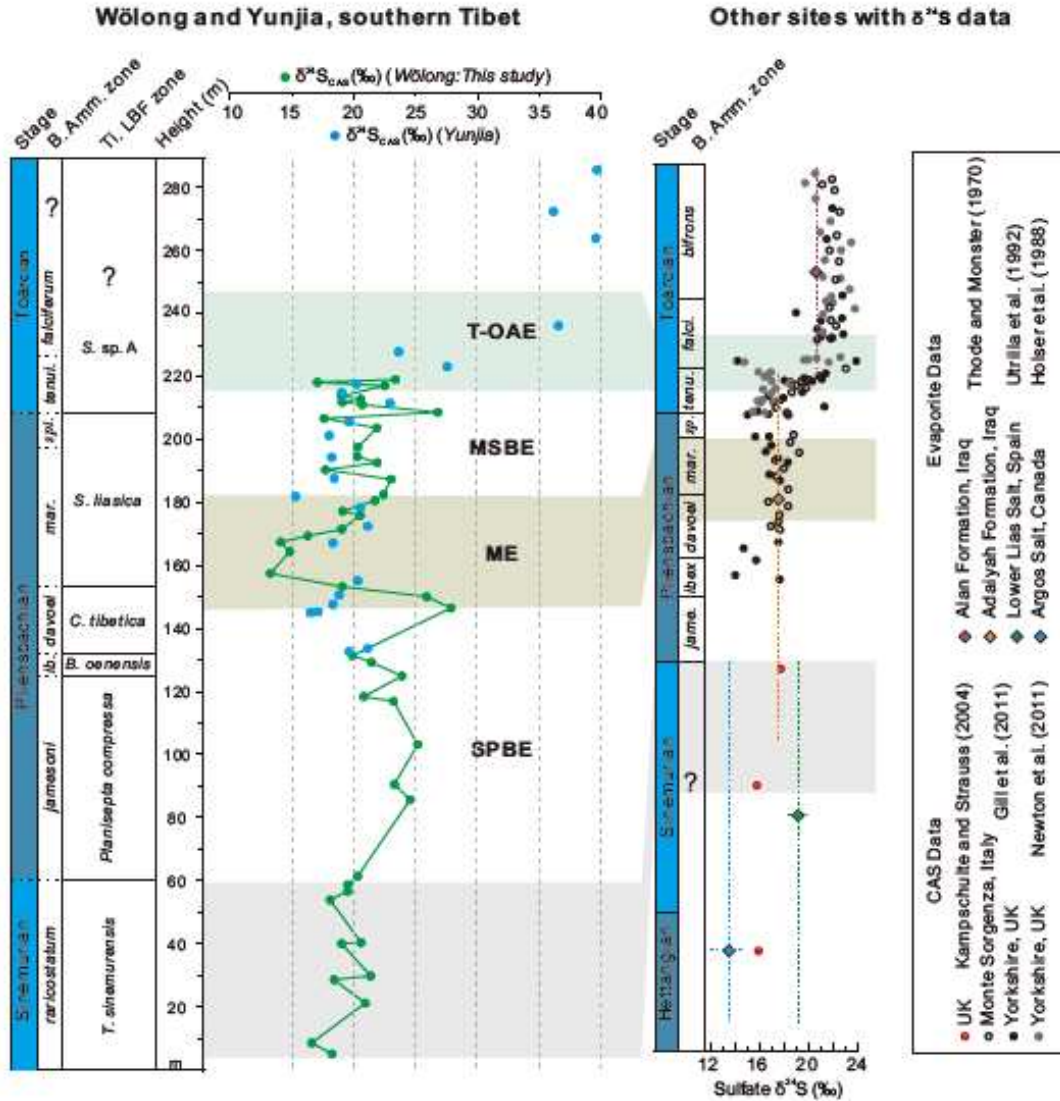 Wölong and Yunjia, southern Tibet
Other sites with δ³⁴S data
δ³⁴S_CAS(‰) (Wölong:This study)
10 15 20 25 30 35 40
δ³⁴S_CAS(‰) (Yunjia)
Stage
B. Amm. zone
Tl. LBF zone
Height (m)
Toarcian
Pliensbachian
Sinemurian
?
falciferum
tenui.
spl.
mar.
davoei
ib.
jamesoni
raricostatum
?
S. sp. A
S. liasica
C. tibetica
B. oenensis
Planisepta compressa
T. sinemurensis
280
260
240
220
200
180
160
140
120
100
80
60
40
20
m
T-OAE
MSBE
ME
SPBE
Stage
B. Amm. zone
Toarcian
Pliensbachian
Sinemurian
Hettangian
bifrons
falci.
tenu.
sp.
mar.
davoei
ibex
jame.
?
12 16 20 24
Sulfate δ³⁴S (‰)
CAS Data
UK Kampschulte and Strauss (2004)
Monte Sorgenza, Italy
Gill et al. (2011)
Yorkshire, UK
Yorkshire, UK Newton et al. (2011)
Evaporite Data
Alan Formation, Iraq
Thode and Monster (1970)
Adaiyah Formation, Iraq
Lower Lias Salt, Spain Utrilla et al. (1992)
Argos Salt, Canada Holser et al. (1988)